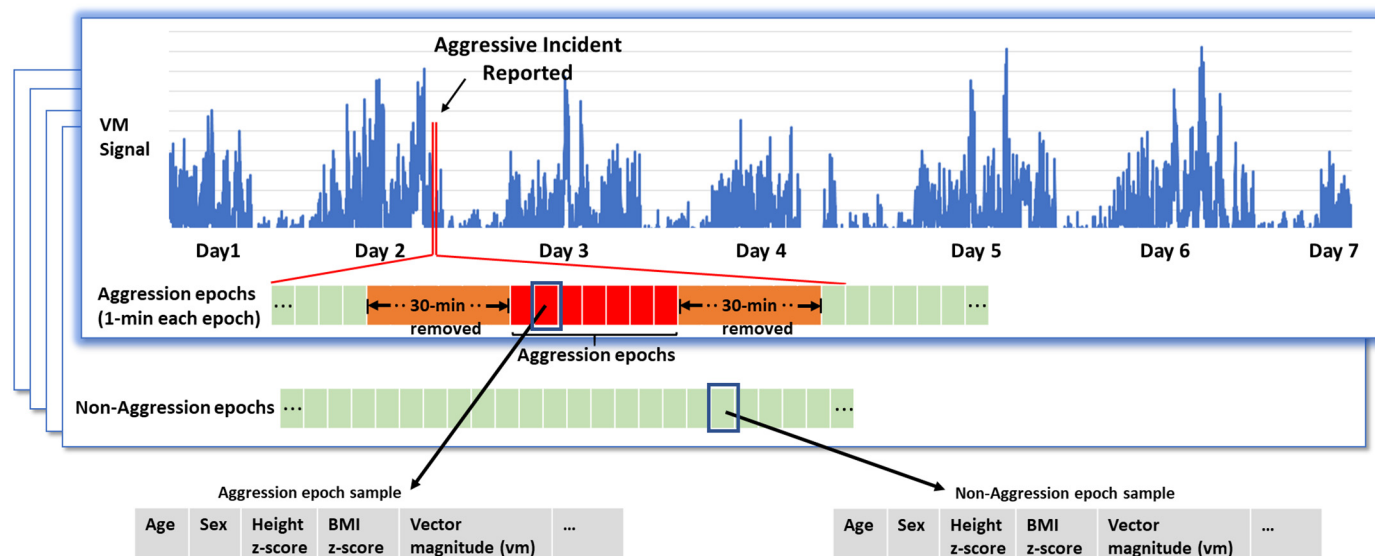 Aggressive Incident
Reported
VM
Signal
Day1 Day 2 Day 3 Day 4 Day 5 Day 6 Day 7
Aggression epochs
(1-min each epoch)
... 30-min
removed
30-min
removed
...
Aggression epochs
Non-Aggression epochs
... ...
Aggression epoch sample
Age Sex Height
z-score
BMI
z-score
Vector
magnitude (vm)
...
Non-Aggression epoch sample
Age Sex Height
z-score
BMI
z-score
Vector
magnitude (vm)
...